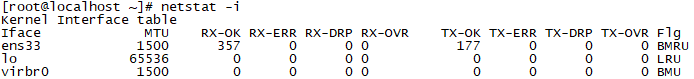 [root@localhost ~]# netstat -i
Kernel Interface table
Iface MTU RX-OK RX-ERR RX-DRP RX-OVR TX-OK TX-ERR TX-DRP TX-OVR Flg
ens33 1500 357 0 0 0 177 0 0 0 BMRU
lo 65536 0 0 0 0 0 0 0 0 LRU
virbr0 1500 0 0 0 0 0 0 0 0 BMU